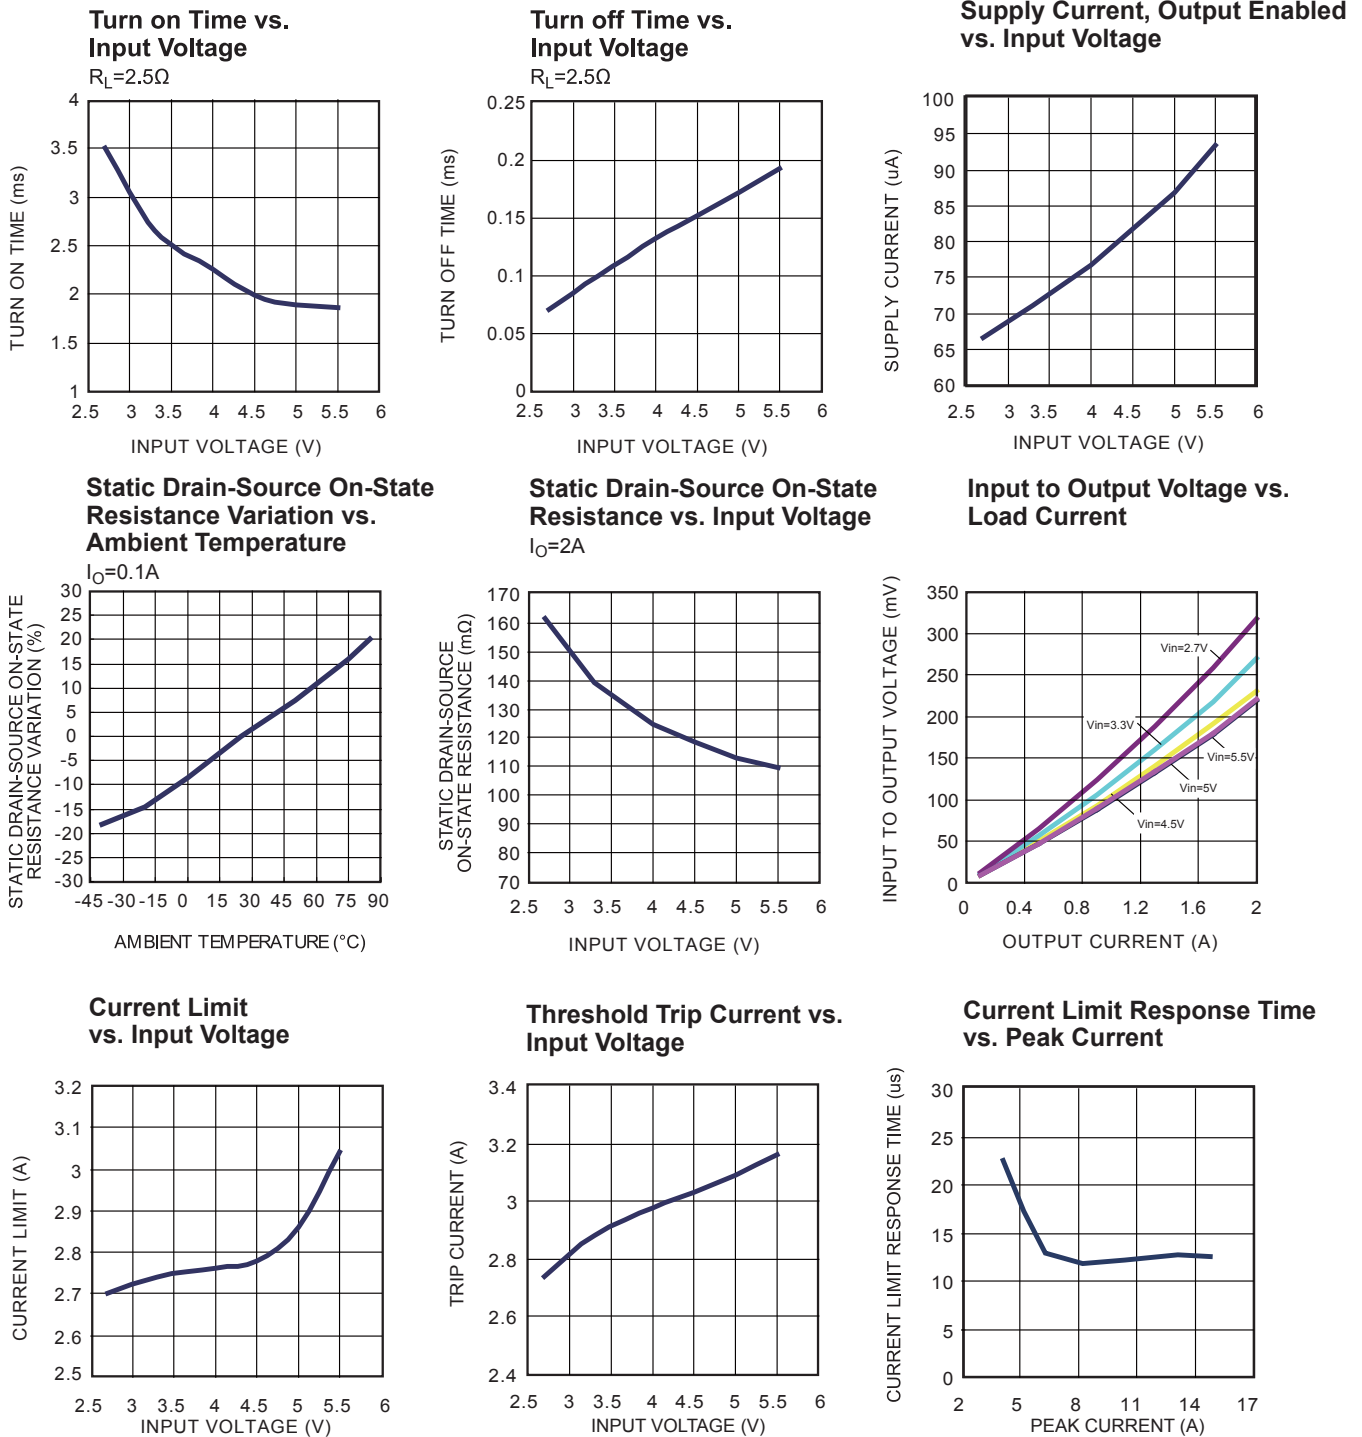 Turn on Time vs.
Input Voltage
RL=2.5Ω
4
3.5
3
2.5
2
1.5
1
2.5 3 3.5 4 4.5 5 5.5 6
TURN ON TIME (ms)
INPUT VOLTAGE (V)
Turn off Time vs.
Input Voltage
RL=2.5Ω
0.25
0.2
0.15
0.1
0.05
0
2.5 3 3.5 4 4.5 5 5.5 6
TURN OFF TIME (ms)
INPUT VOLTAGE (V)
Supply Current, Output Enabled
vs. Input Voltage
100
95
90
85
80
75
70
65
60
2.5 3 3.5 4 4.5 5 5.5 6
SUPPLY CURRENT (uA)
INPUT VOLTAGE (V)
Static Drain-Source On-State
Resistance Variation vs.
Ambient Temperature
IO=0.1A
30
25
20
15
10
5
0
-5
-10
-15
-20
-25
-30
-45 -30 -15 0 15 30 45 60 75 90
STATIC DRAIN-SOURCE ON-STATE
RESISTANCE VARIATION (%)
AMBIENT TEMPERATURE (°C)
Static Drain-Source On-State
Resistance vs. Input Voltage
IO=2A
170
160
150
140
130
120
110
100
90
80
70
2.5 3 3.5 4 4.5 5 5.5 6
STATIC DRAIN-SOURCE
ON-STATE RESISTANCE (mΩ)
INPUT VOLTAGE (V)
Input to Output Voltage vs.
Load Current
350
300
250
200
150
100
50
0
0 0.4 0.8 1.2 1.6 2
Vin=2.7V
Vin=3.3V
Vin=5.5V
Vin=5V
Vin=4.5V
INPUT TO OUTPUT VOLTAGE (mV)
OUTPUT CURRENT (A)
Current Limit
vs. Input Voltage
3.2
3.1
3
2.9
2.8
2.7
2.6
2.5
2.5 3 3.5 4 4.5 5 5.5 6
CURRENT LIMIT (A)
INPUT VOLTAGE (V)
Threshold Trip Current vs.
Input Voltage
3.4
3.2
3
2.8
2.6
2.4
2.5 3 3.5 4 4.5 5 5.5 6
TRIP CURRENT (A)
INPUT VOLTAGE (V)
Current Limit Response Time
vs. Peak Current
30
25
20
15
10
5
0
2 5 8 11 14 17
CURRENT LIMIT RESPONSE TIME (us)
PEAK CURRENT (A)